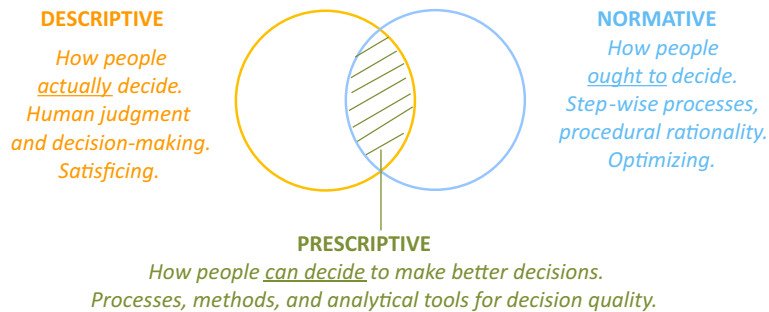 DESCRIPTIVE
How people
actually decide.
Human judgment
and decision-making.
Satisficing.
NORMATIVE
How people
ought to decide.
Step-wise processes,
procedural rationality.
Optimizing.
PRESCRIPTIVE
How people can decide to make better decisions.
Processes, methods, and analytical tools for decision quality.